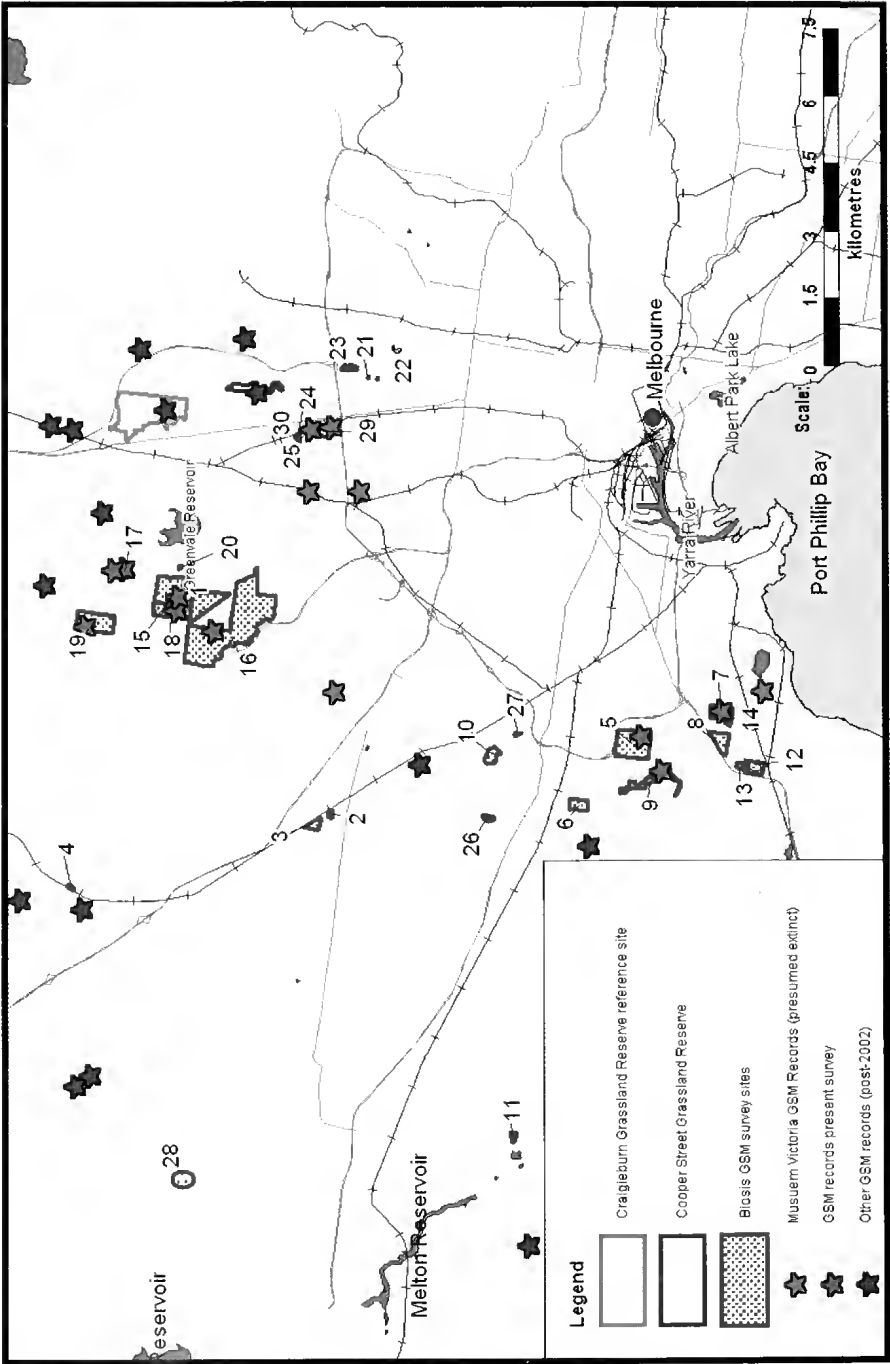 eservoir
Melton Reservoir
Greenvale Reservoir
Melbourne
Albert Park Lake
Yarra River
Port Phillip Bay
28
11
4
3
2
26
10
27
6
5
9
8
7
13
12
14
19
15
18
1
16
17
20
25
30
24
29
23
21
22
Scale:
0
1.5
3
4.5
6
7.5
kilometres
Legend
Craigieburn Grassland Reserve reference site
Cooper Street Grassland Reserve
Biosis GSM survey sites
Musuem Victoria GSM Records (presumed extinct)
GSM records present survey
Other GSM records (post-2002)